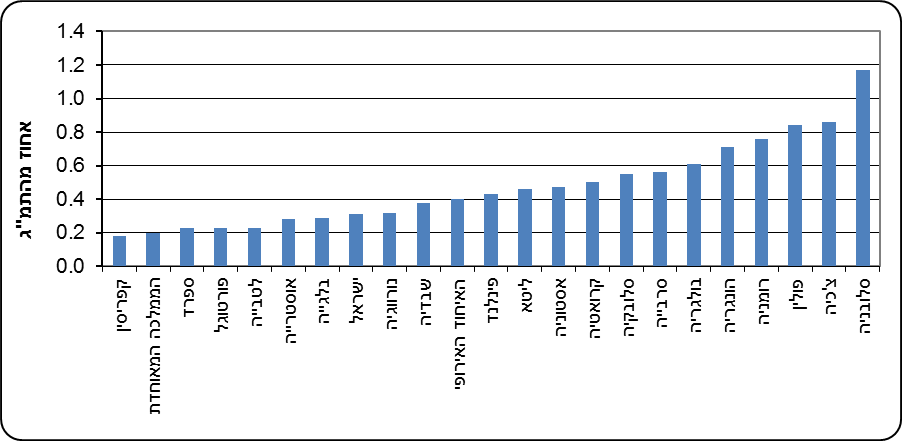 1.4
1.2
1.0
0.8
0.6
0.4
0.2
0.0
אחוז מהתמ"ג
קפריסין
הממלכה המאוחדת
ספרד
פורטוגל
לטבייה
אוסטרייה
בלגייה
ישראל
נורווגיה
שבדיה
האיחוד האירופי
פינלנד
ליטא
אסטוניה
קרואטיה
סלובקיה
סרבייה
בולגריה
הונגריה
רומניה
פולין
צ'כיה
סלובניה